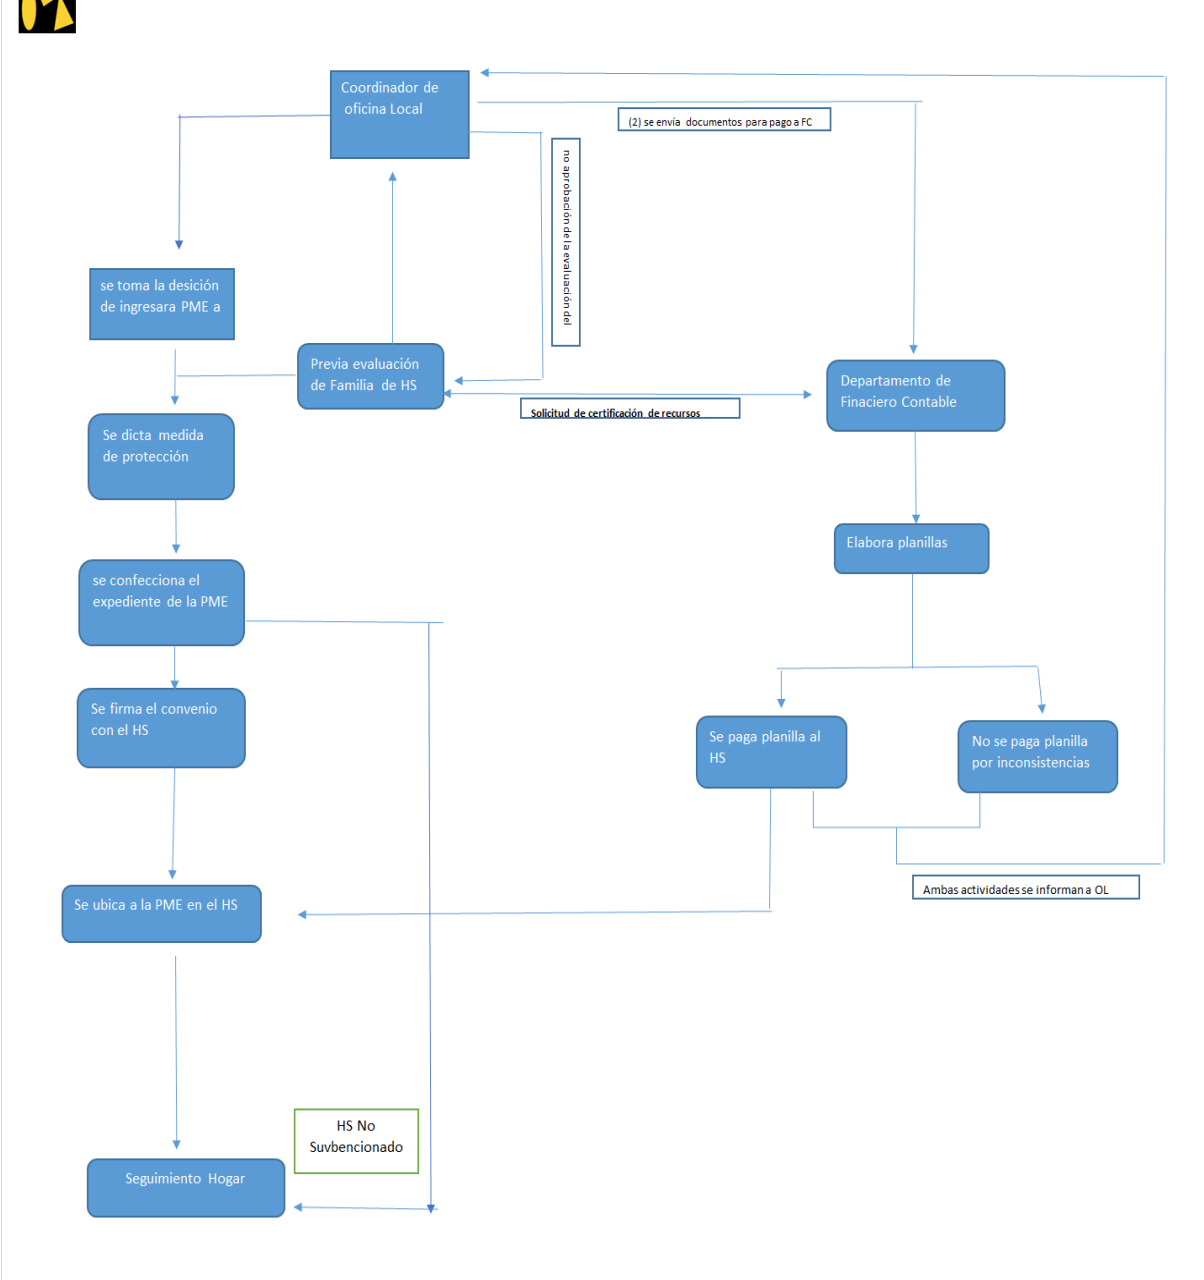 Coordinador de
oficina Local
(2) se envía documentos para pago a FC
no aprobación de la evaluación del
se toma la desición
de ingresara PME a
Previa evaluación
de Familia de HS
Departamento de
Finaciero Contable
Solicitud de certificación de recursos
Se dicta medida
de protección
Elabora planillas
se confecciona el
expediente de la PME
Se firma el convenio
con el HS
Se paga planilla al
HS
No se paga planilla
por inconsistencias
Ambas actividades se informan a OL
Se ubica a la PME en el HS
HS No
Suvbencionado
Seguimiento Hogar